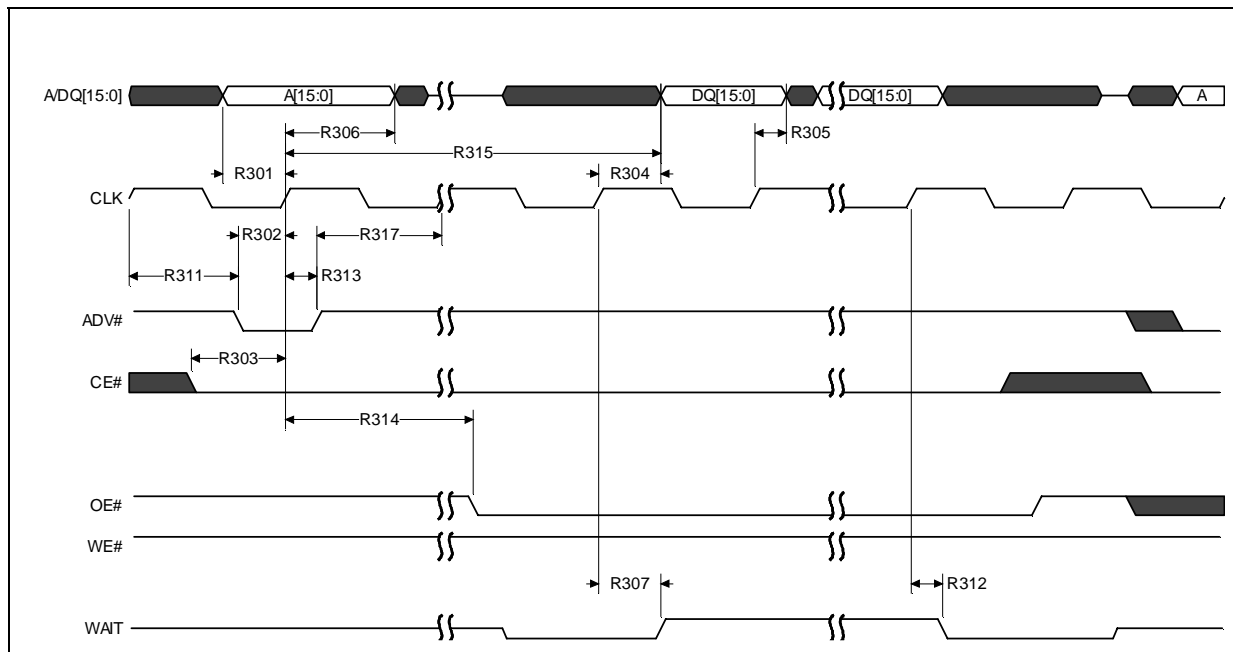 A/DQ[15:0]
A[15:0]
DQ[15:0]
DQ[15:0]
A
R306
R305
R315
R301
R304
CLK
R302
R317
R311
R313
ADV#
R303
CE#
R314
OE#
WE#
R307
R312
WAIT